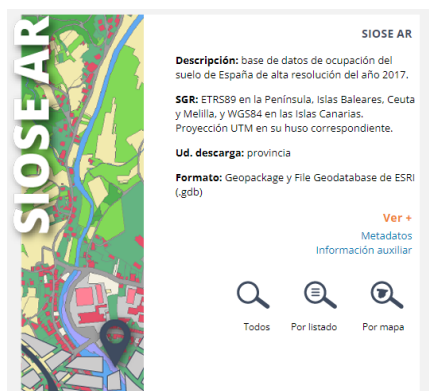 SIOSE AR
SIOSE AR
Descripción: base de datos de ocupación del
suelo de España de alta resolución del año 2017.
SGR: ETRS89 en la Península, Islas Baleares, Ceuta
y Melilla, y WGS84 en las Islas Canarias.
Proyección UTM en su huso correspondiente.
Ud. descarga: provincia
Formato: Geopackage y File Geodatabase de ESRI
(.gdb)
Ver +
Metadatos
Información auxiliar
Todos
Por listado
Por mapa